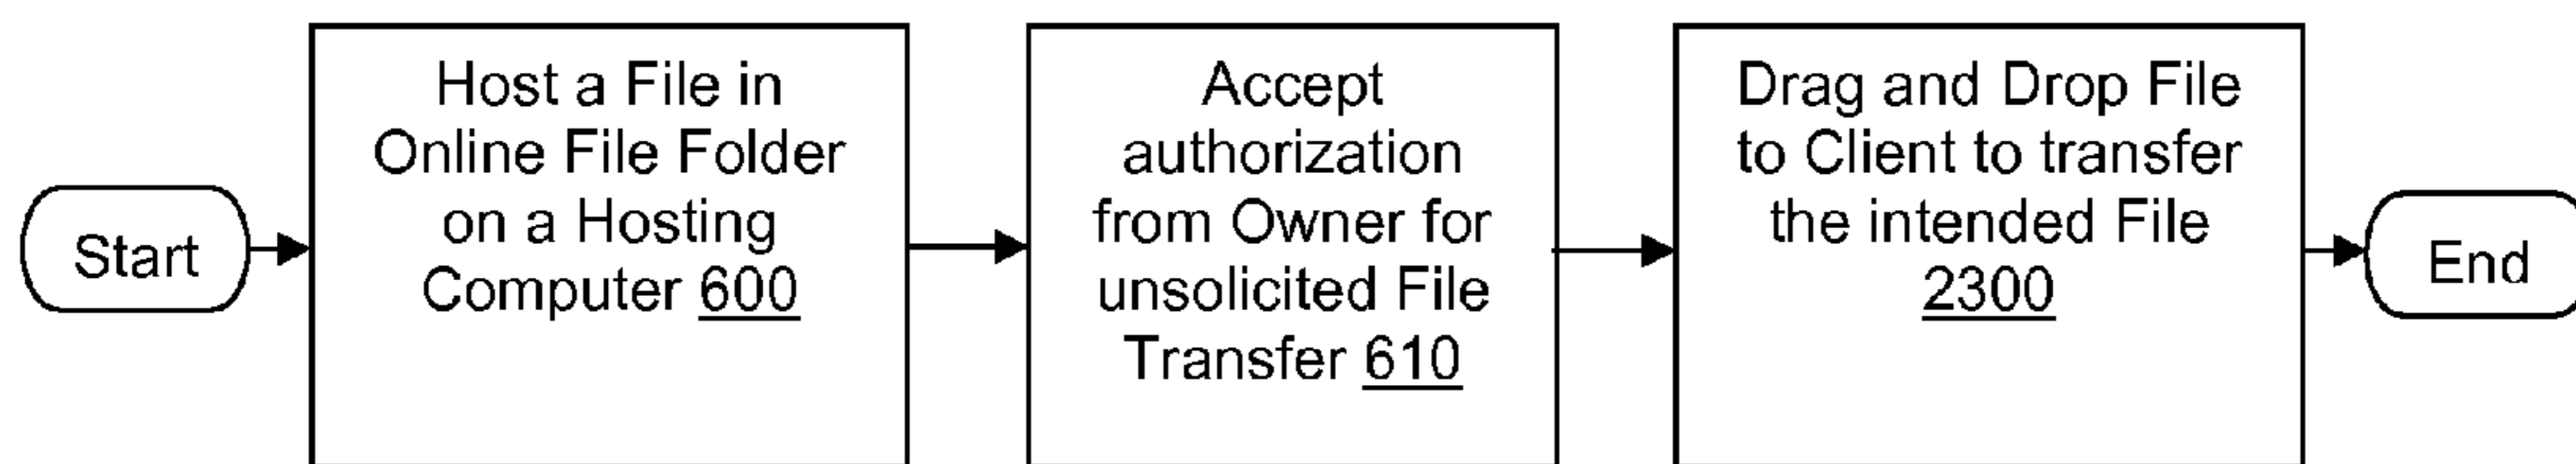 Start
Host a File in
Online File Folder
on a Hosting
Computer 600
Accept
authorization
from Owner for
unsolicited File
Transfer 610
Drag and Drop File
to Client to transfer
the intended File
2300
End